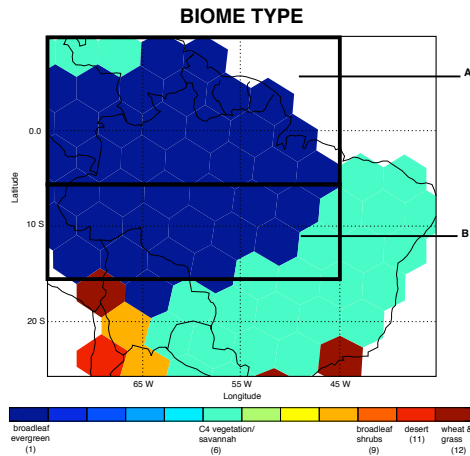 BIOME TYPE
A
0.0
Latitude
10 S
B
20 S
65 W
55 W
45 W
Longitude
broadleaf
evergreen
(1)
C4 vegetation/
savannah
(6)
broadleaf
shrubs
(9)
desert
(11)
wheat &
grass
(12)